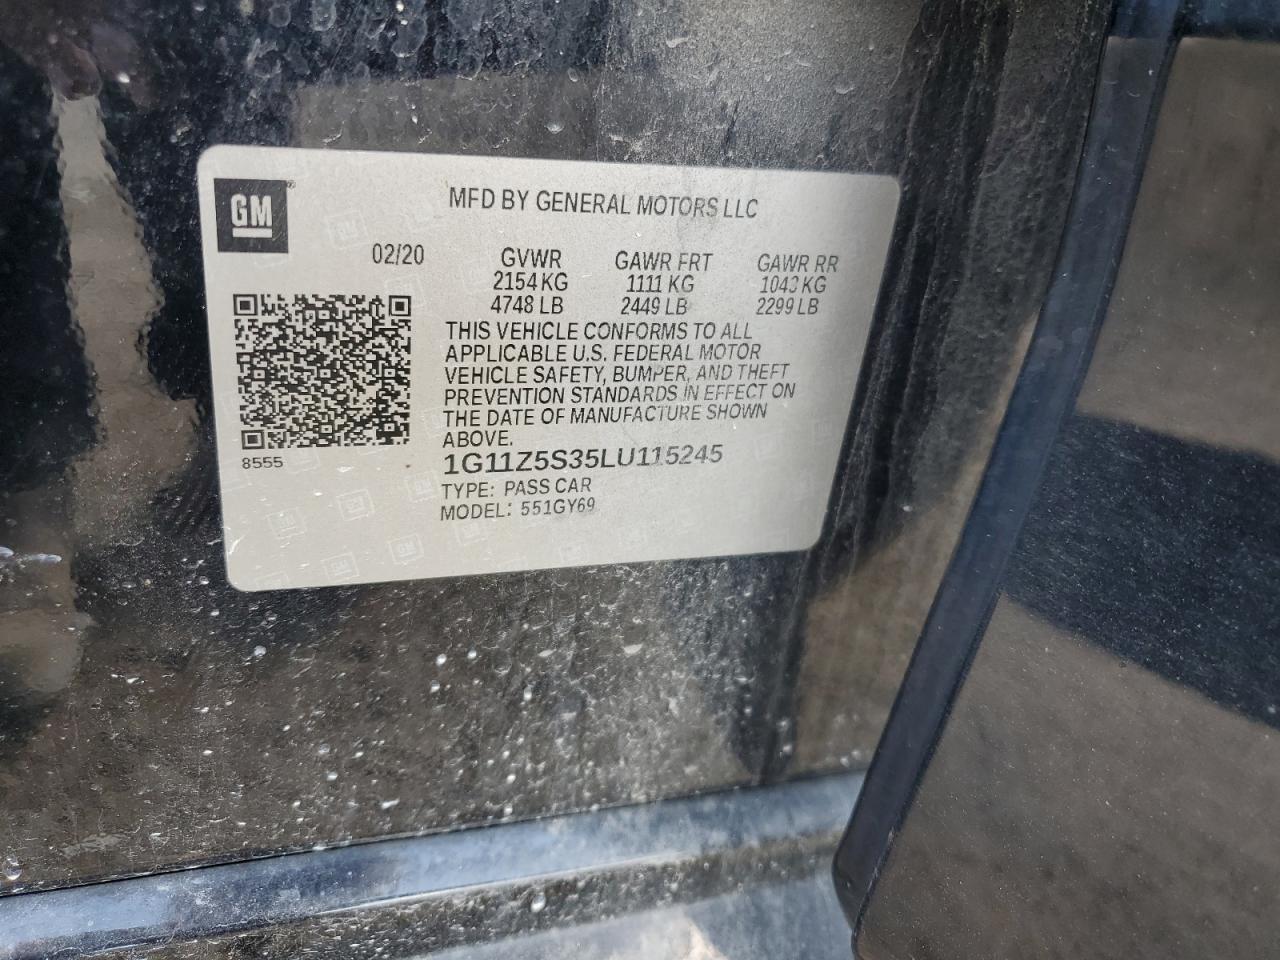 GM
MFD BY GENERAL MOTORS LLC
02/20 GVWR GAWR FRT GAWR RR
2154 KG 1111 KG 1043 KG
4748 LB 2449 LB 2299 LB
THIS VEHICLE CONFORMS TO ALL
APPLICABLE U.S. FEDERAL MOTOR
VEHICLE SAFETY, BUMPER, AND THEFT
PREVENTION STANDARDS IN EFFECT ON
THE DATE OF MANUFACTURE SHOWN
ABOVE.
8555
1G11Z5S35LU115245
TYPE: PASS CAR
MODEL: 551GY69